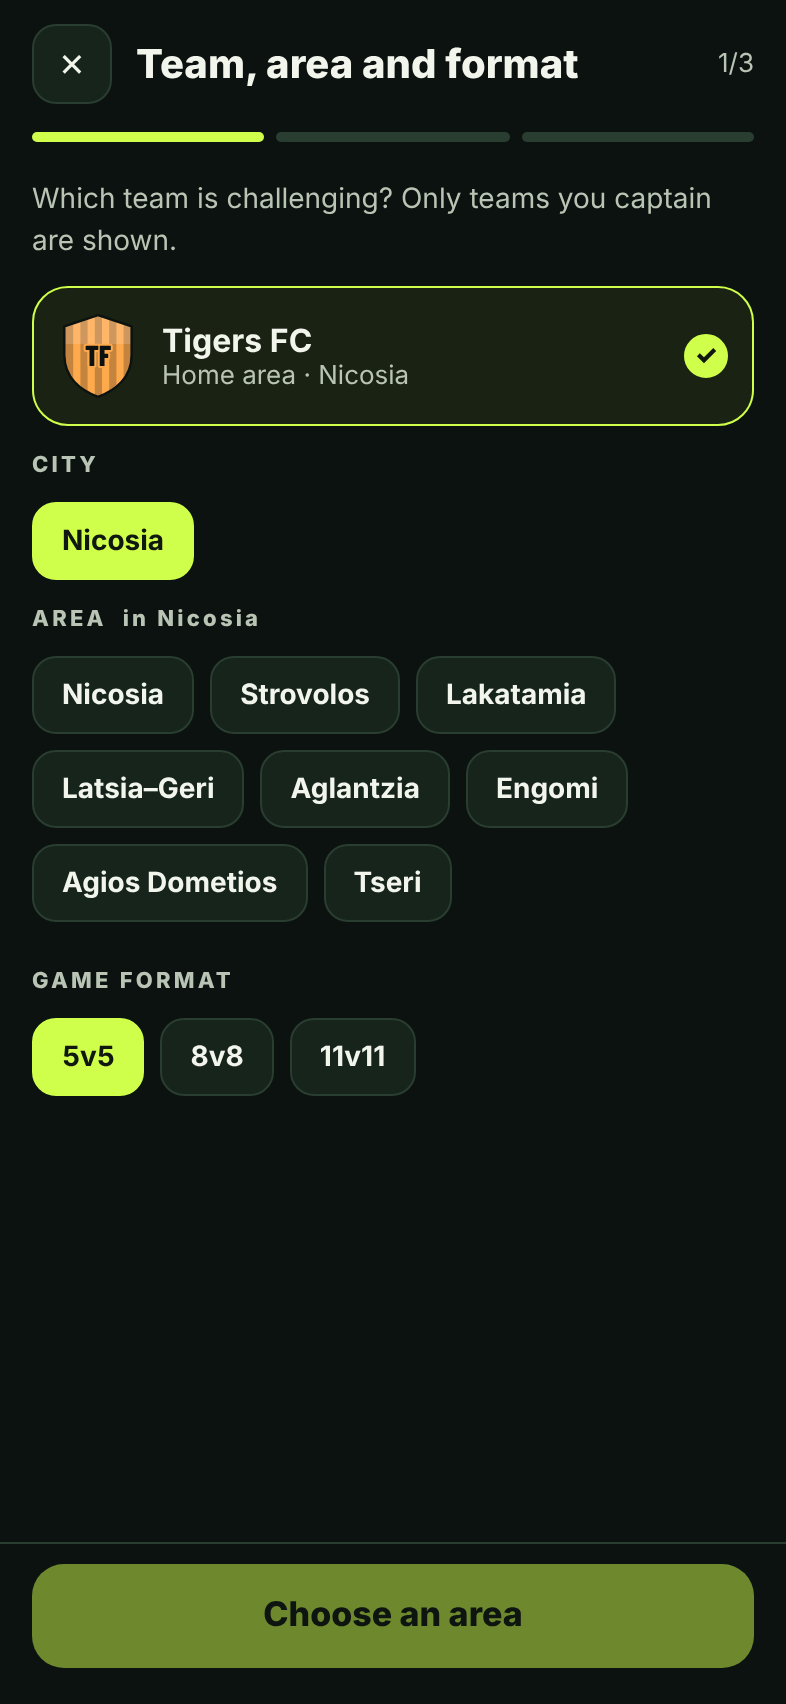 Team, area and format
1/3
Which team is challenging? Only teams you captain
are shown.
TF
Tigers FC
Home area · Nicosia
CITY
Nicosia
AREA in Nicosia
Nicosia Strovolos Lakatamia
Latsia–Geri Aglantzia Engomi
Agios Dometios Tseri
GAME FORMAT
5v5 8v8 11v11
Choose an area